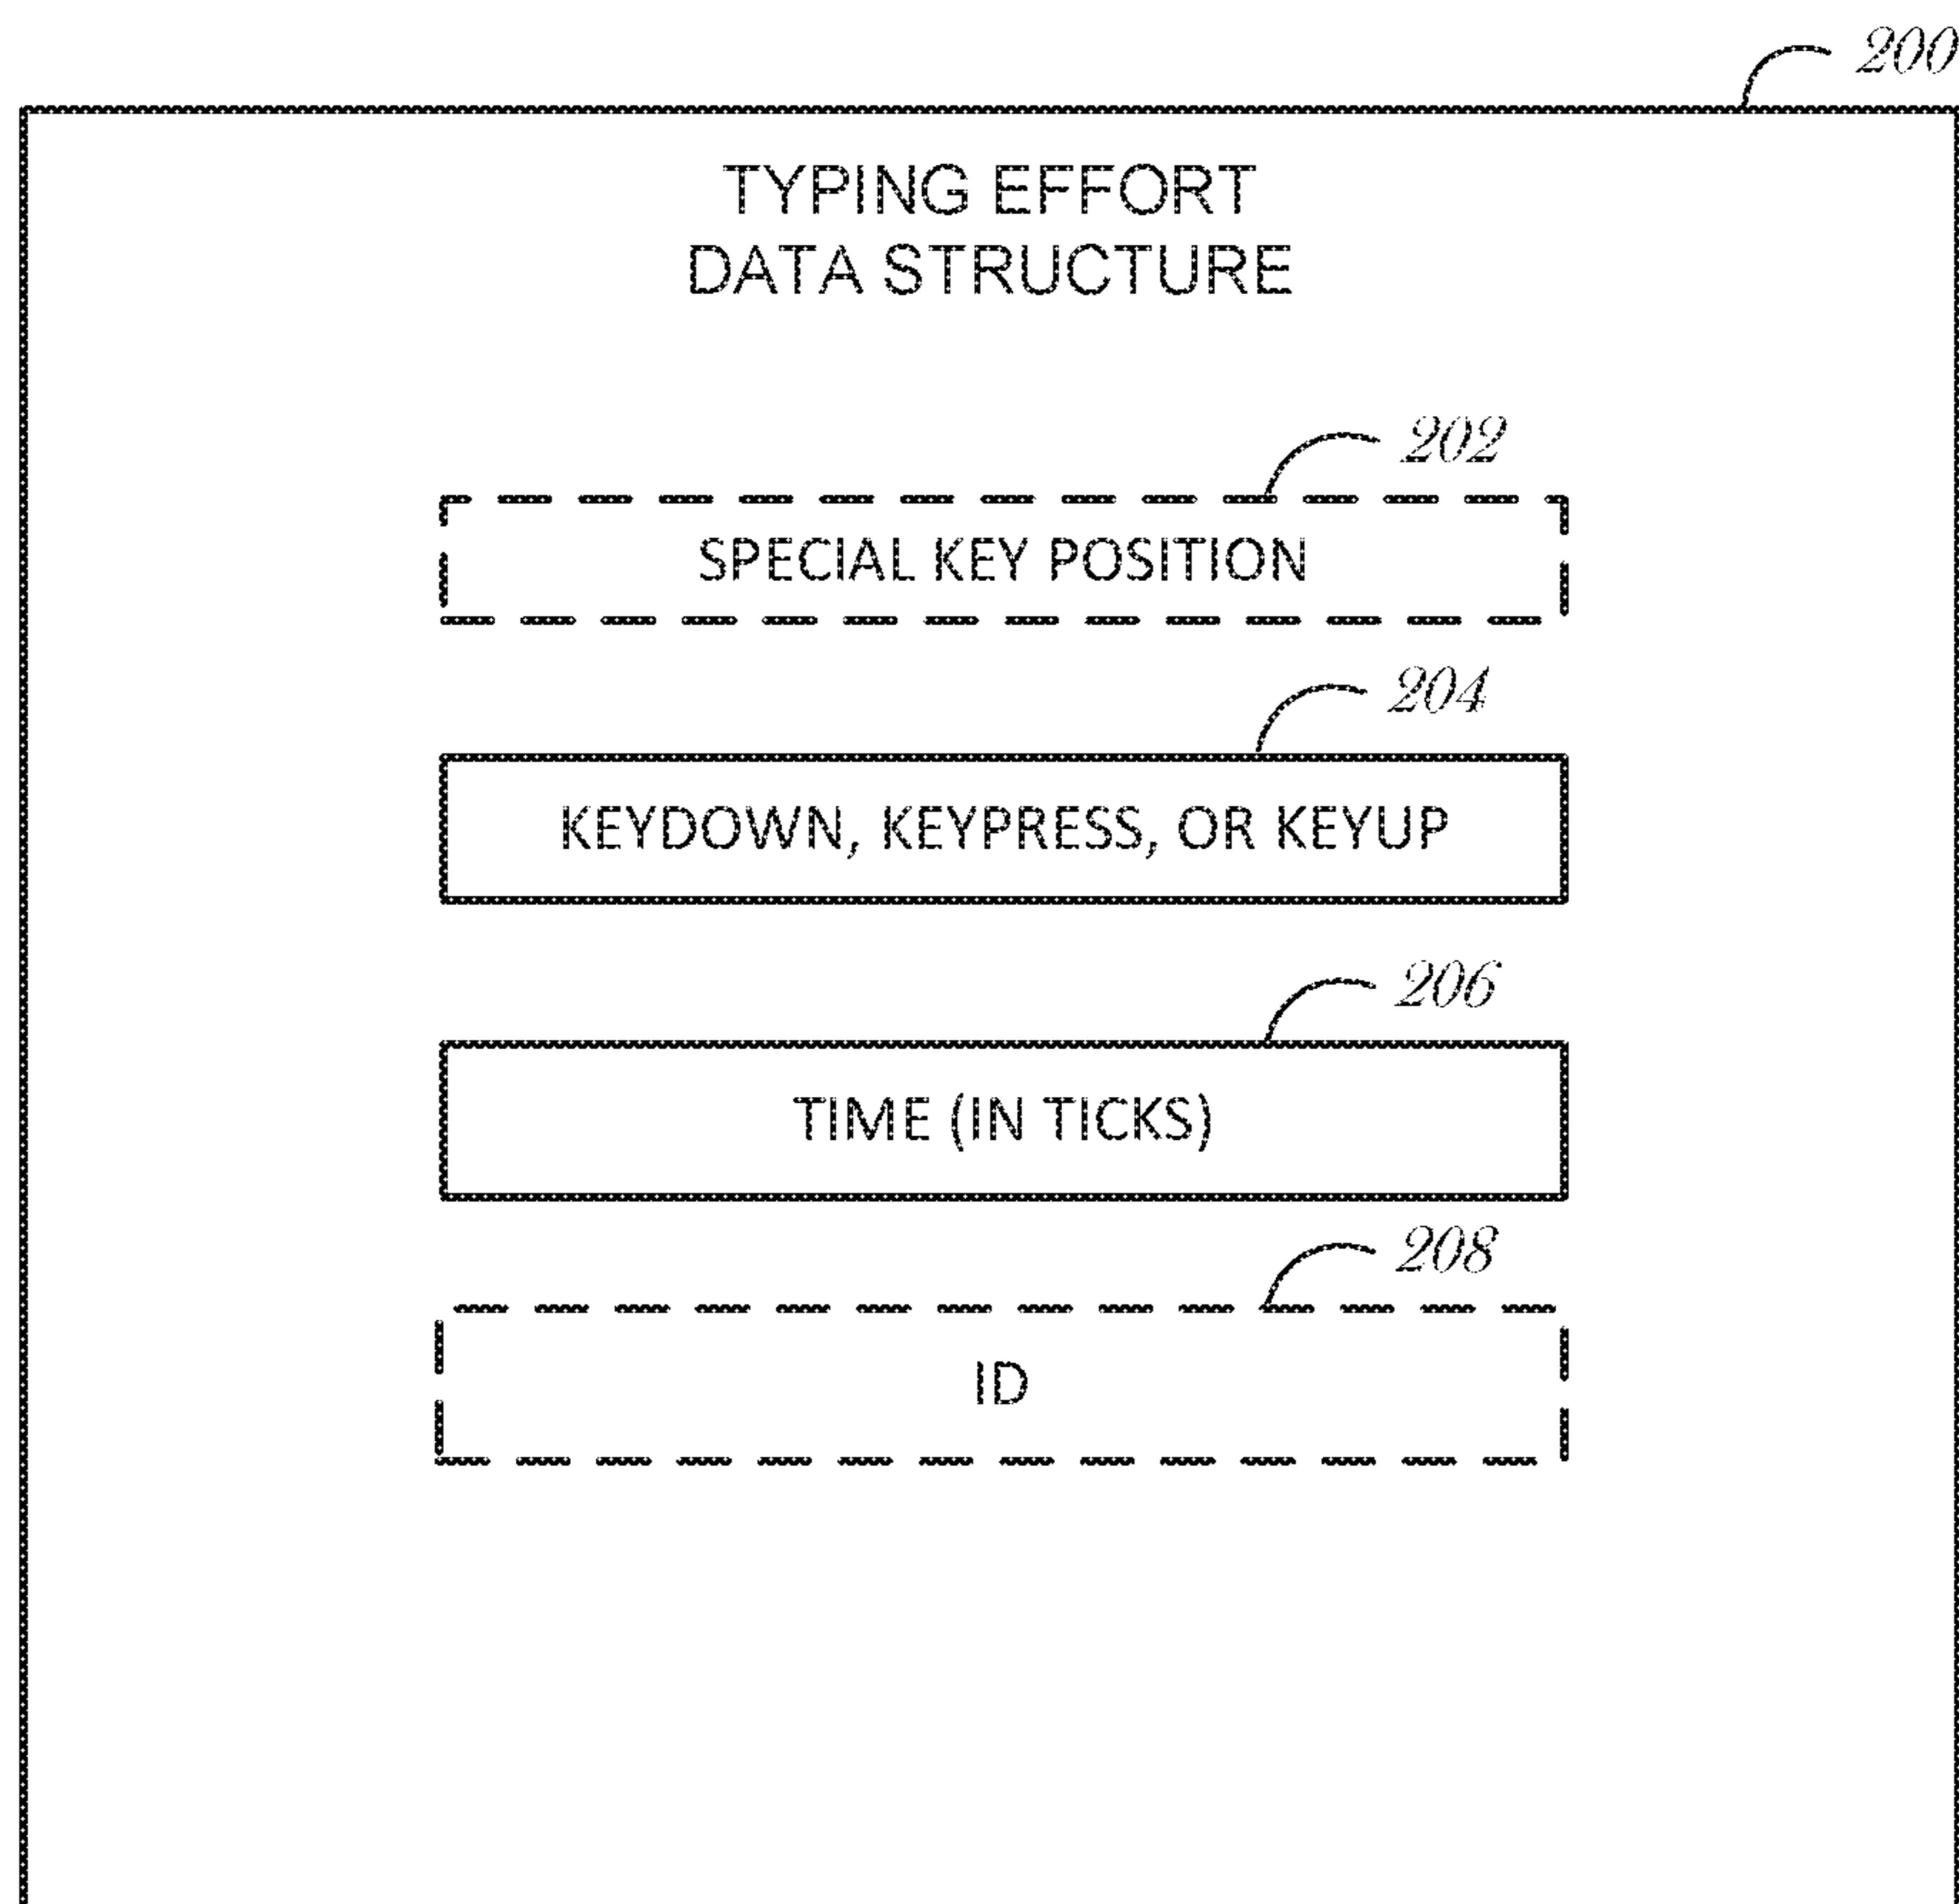 200
TYPING EFFORT
DATA STRUCTURE
202
SPECIAL KEY POSITION
204
KEYDOWN, KEYPRESS, OR KEYUP
206
TIME (IN TICKS)
208
ID